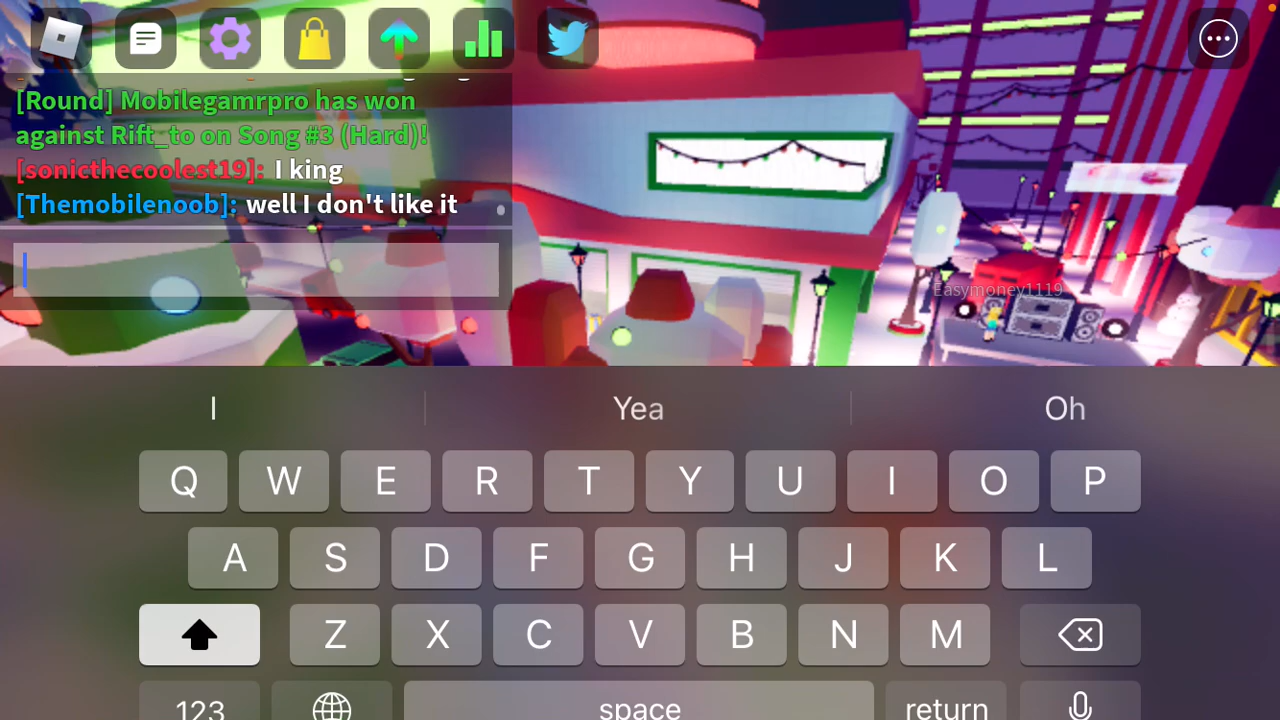 [Round] Mobilegamrpro has won
against Rift_to on Song #3 (Hard)!
[sonicthecoolest19]: I king
[Themobilenoob]: well I don't like it
Easymoney1119
I Yea Oh
Q W E R T Y U I O P
A S D F G H J K L
Z X C V B N M
123 space return